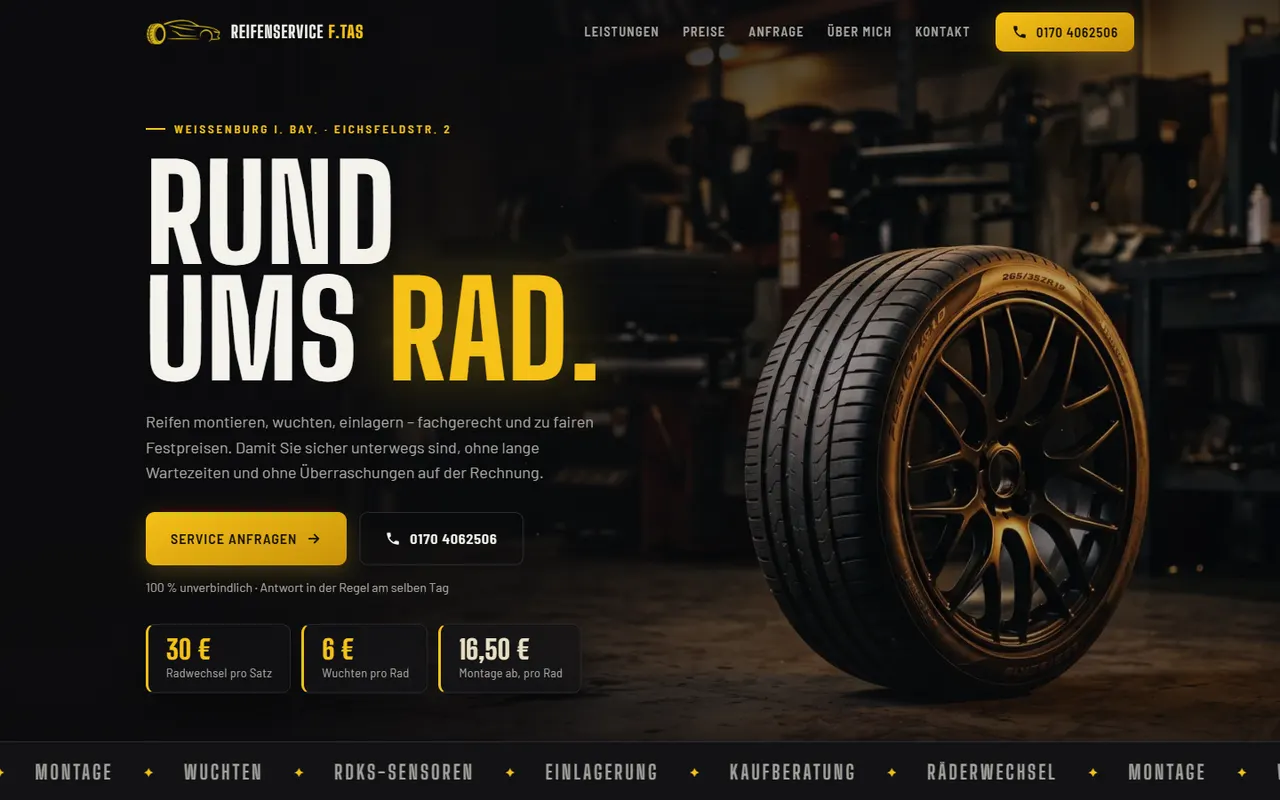 REIFENSERVICE F.TAS
LEISTUNGEN
PREISE
ANFRAGE
ÜBER MICH
KONTAKT
0170 4062506
WEISSENBURG I. BAY. · EICHSFELDSTR. 2
RUND
UMS RAD.
Reifen montieren, wuchten, einlagern – fachgerecht und zu fairen
Festpreisen. Damit Sie sicher unterwegs sind, ohne lange
Wartezeiten und ohne Überraschungen auf der Rechnung.
SERVICE ANFRAGEN →
0170 4062506
100 % unverbindlich · Antwort in der Regel am selben Tag
30 €
Radwechsel pro Satz
6 €
Wuchten pro Rad
16,50 €
Montage ab, pro Rad
265/35ZR19
MONTAGE ✦ WUCHTEN ✦ RDKS-SENSOREN ✦ EINLAGERUNG ✦ KAUFBERATUNG ✦ RÄDERWECHSEL ✦ MONTAGE ✦